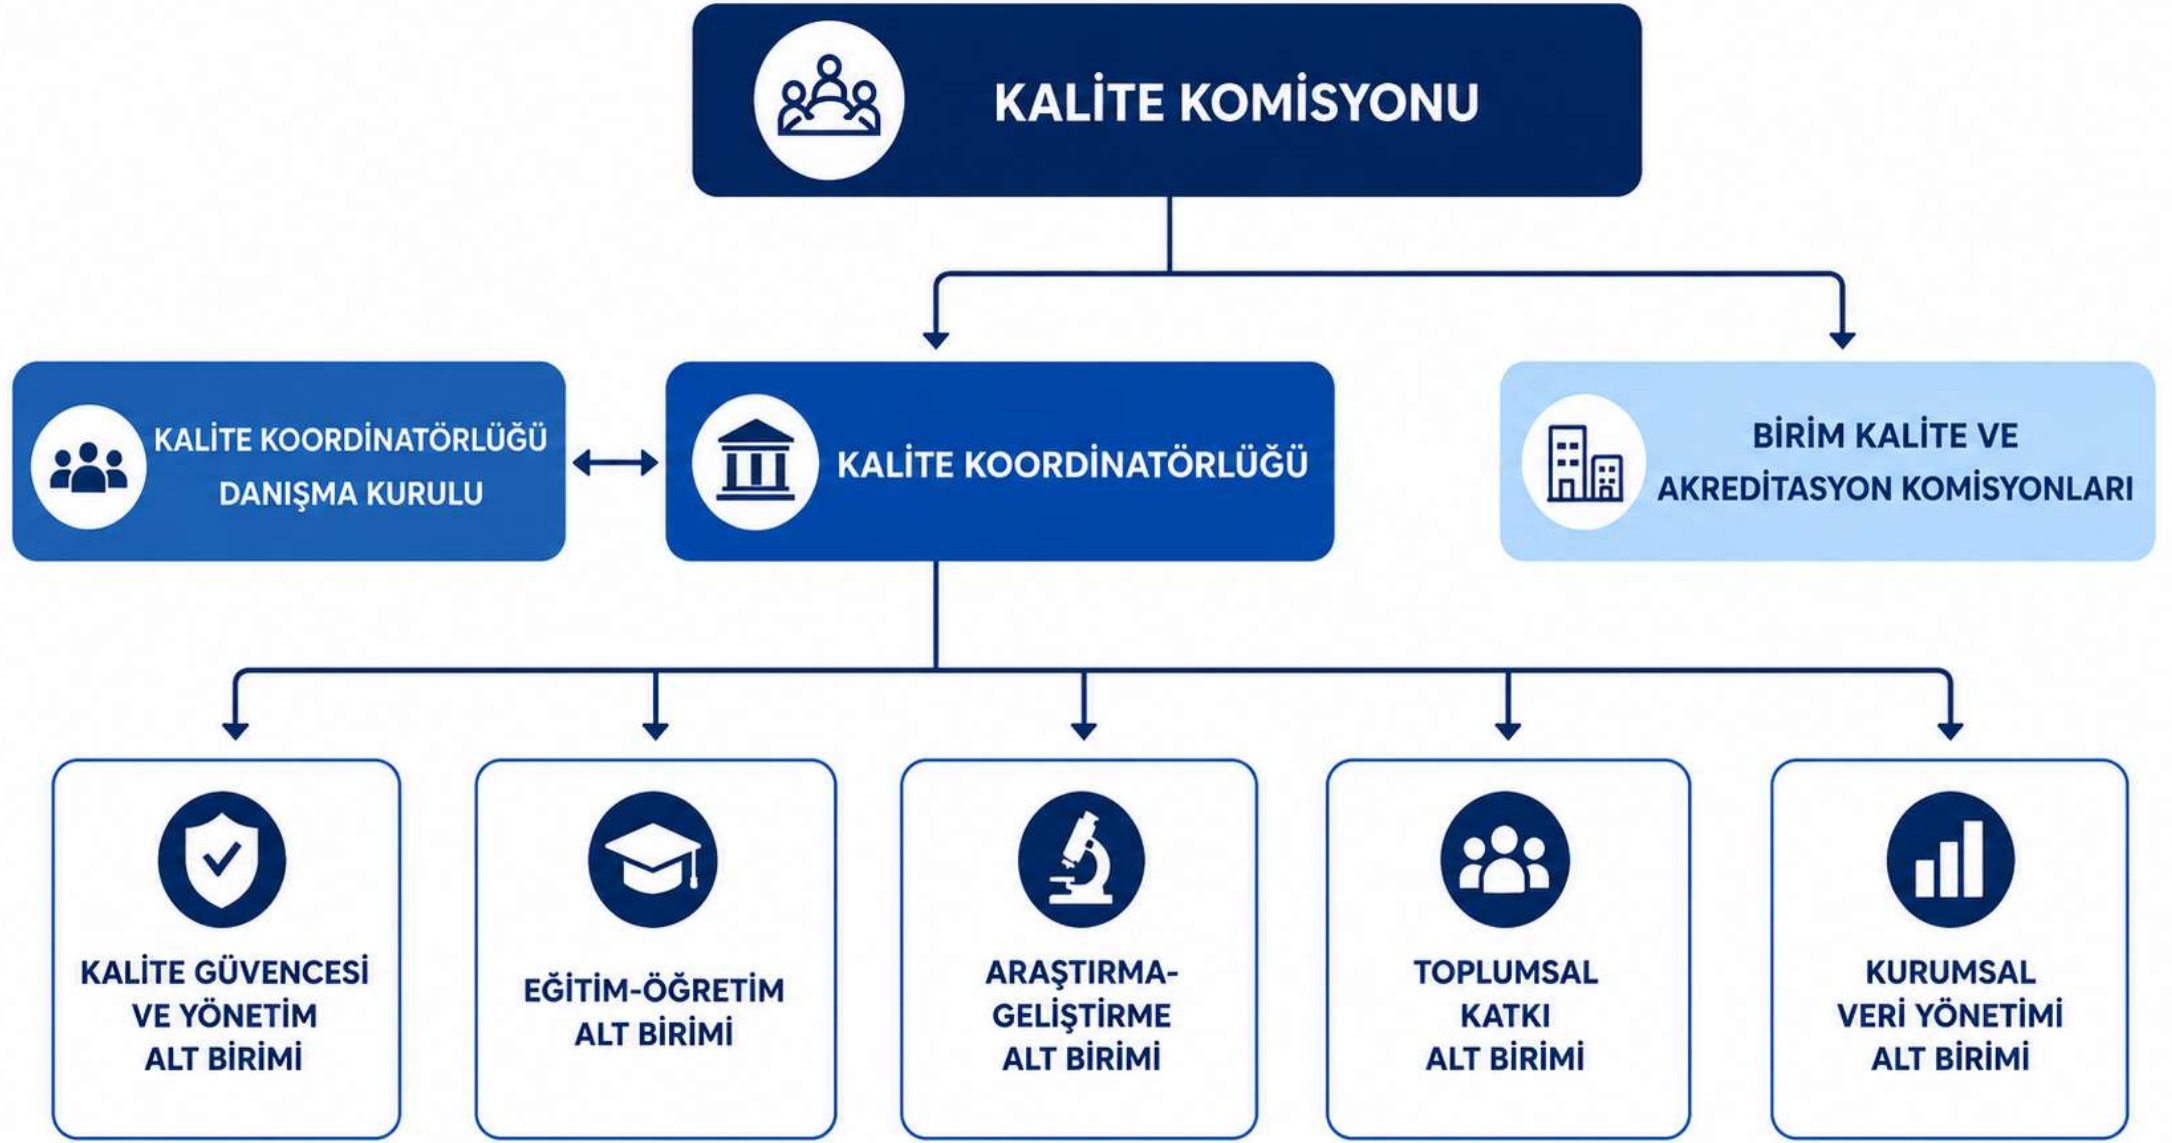 KALİTE KOMİSYONU
KALİTE KOORDİNATÖRLÜĞÜ
DANIŞMA KURULU
KALİTE KOORDİNATÖRLÜĞÜ
BİRİM KALİTE VE
AKREDİTASYON KOMİSYONLARI
KALİTE GÜVENCESİ
VE YÖNETİM
ALT BİRİMİ
EĞİTİM-ÖĞRETİM
ALT BİRİMİ
ARAŞTIRMA-
GELİŞTİRME
ALT BİRİMİ
TOPLUMSAL
KATKI
ALT BİRİMİ
KURUMSAL
VERİ YÖNETİMİ
ALT BİRİMİ